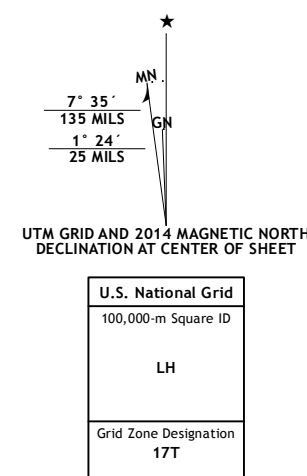 ★
MN
7° 35´
135 MILS
GN
1° 24´
25 MILS
UTM GRID AND 2014 MAGNETIC NORTH
DECLINATION AT CENTER OF SHEET
U.S. National Grid
100,000-m Square ID
LH
Grid Zone Designation
17T